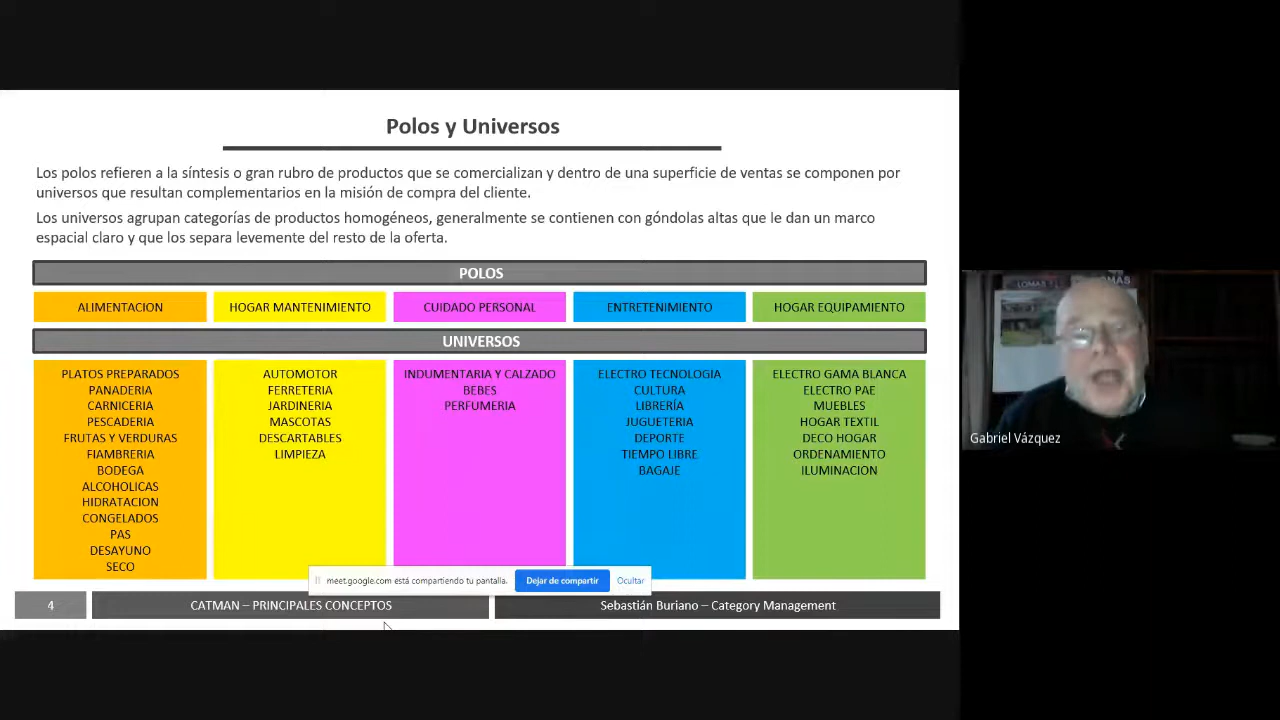 Polos y Universos
Los polos refieren a la síntesis o gran rubro de productos que se comercializan y dentro de una superficie de ventas se componen por
universos que resultan complementarios en la misión de compra del cliente.
Los universos agrupan categorías de productos homogéneos, generalmente se contienen con góndolas altas que le dan un marco
espacial claro y que los separa levemente del resto de la oferta.
POLOS
ALIMENTACION
HOGAR MANTENIMIENTO
CUIDADO PERSONAL
ENTRETENIMIENTO
HOGAR EQUIPAMIENTO
UNIVERSOS
PLATOS PREPARADOS
PANADERIA
CARNICERIA
PESCADERIA
FRUTAS Y VERDURAS
FIAMBRERIA
BODEGA
ALCOHOLICAS
HIDRATACION
CONGELADOS
PAS
DESAYUNO
SECO
AUTOMOTOR
FERRETERIA
JARDINERIA
MASCOTAS
DESCARTABLES
LIMPIEZA
INDUMENTARIA Y CALZADO
BEBES
PERFUMERIA
ELECTRO TECNOLOGIA
CULTURA
LIBRERÍA
JUGUETERIA
DEPORTE
TIEMPO LIBRE
BAGAJE
ELECTRO GAMA BLANCA
ELECTRO PAE
MUEBLES
HOGAR TEXTIL
DECO HOGAR
ORDENAMIENTO
ILUMINACION
meet.google.com está compartiendo tu pantalla.
Dejar de compartir
Ocultar
4
CATMAN – PRINCIPALES CONCEPTOS
Sebastián Buriano – Category Management
LOMAS
Gabriel Vázquez